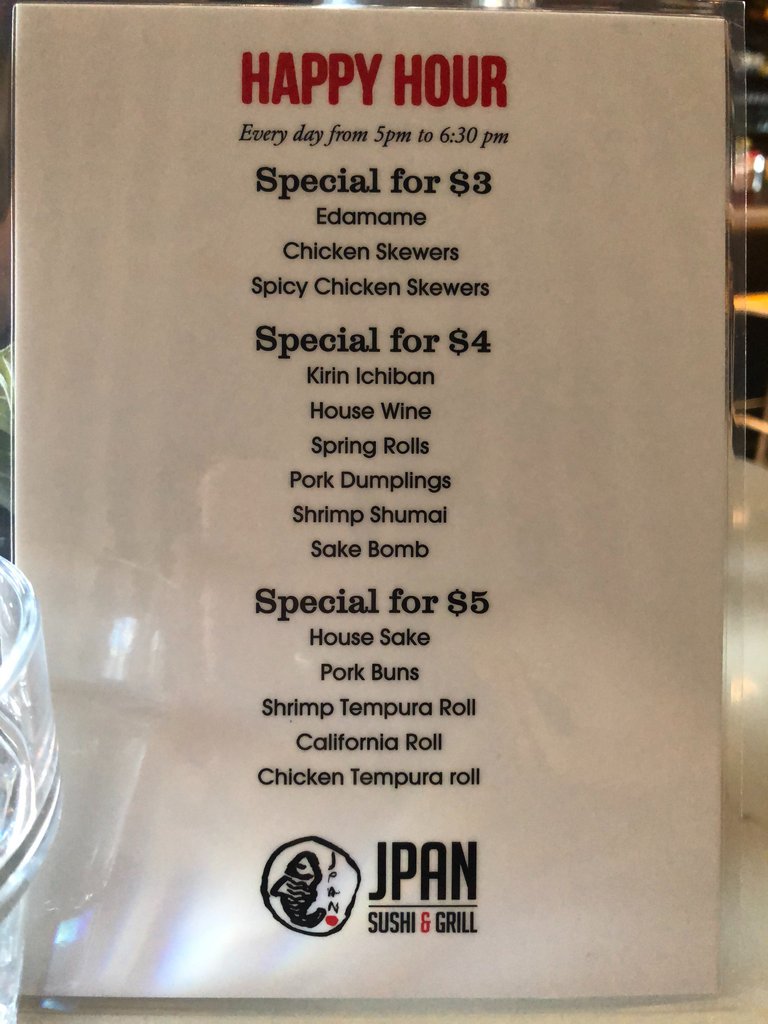 HAPPY HOUR
Every day from 5pm to 6:30 pm
Special for $3
Edamame
Chicken Skewers
Spicy Chicken Skewers
Special for $4
Kirin Ichiban
House Wine
Spring Rolls
Pork Dumplings
Shrimp Shumai
Sake Bomb
Special for $5
House Sake
Pork Buns
Shrimp Tempura Roll
California Roll
Chicken Tempura roll
JPAN
JPAN
SUSHI & GRILL